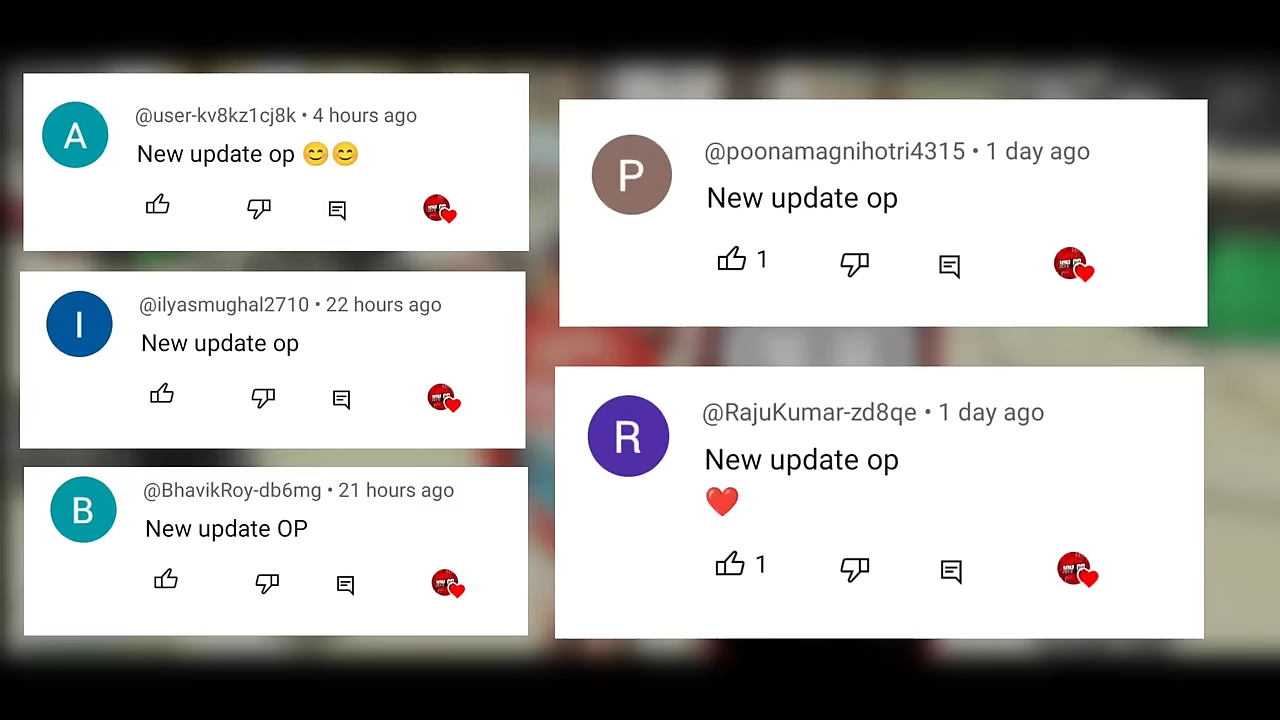 A
@user-kv8kz1cj8k • 4 hours ago
New update op 😊😊
I
@ilyasmughal2710 • 22 hours ago
New update op
B
@BhavikRoy-db6mg • 21 hours ago
New update OP
P
@poonamagnihotri4315 • 1 day ago
New update op
1
R
@RajuKumar-zd8qe • 1 day ago
New update op
❤️
1